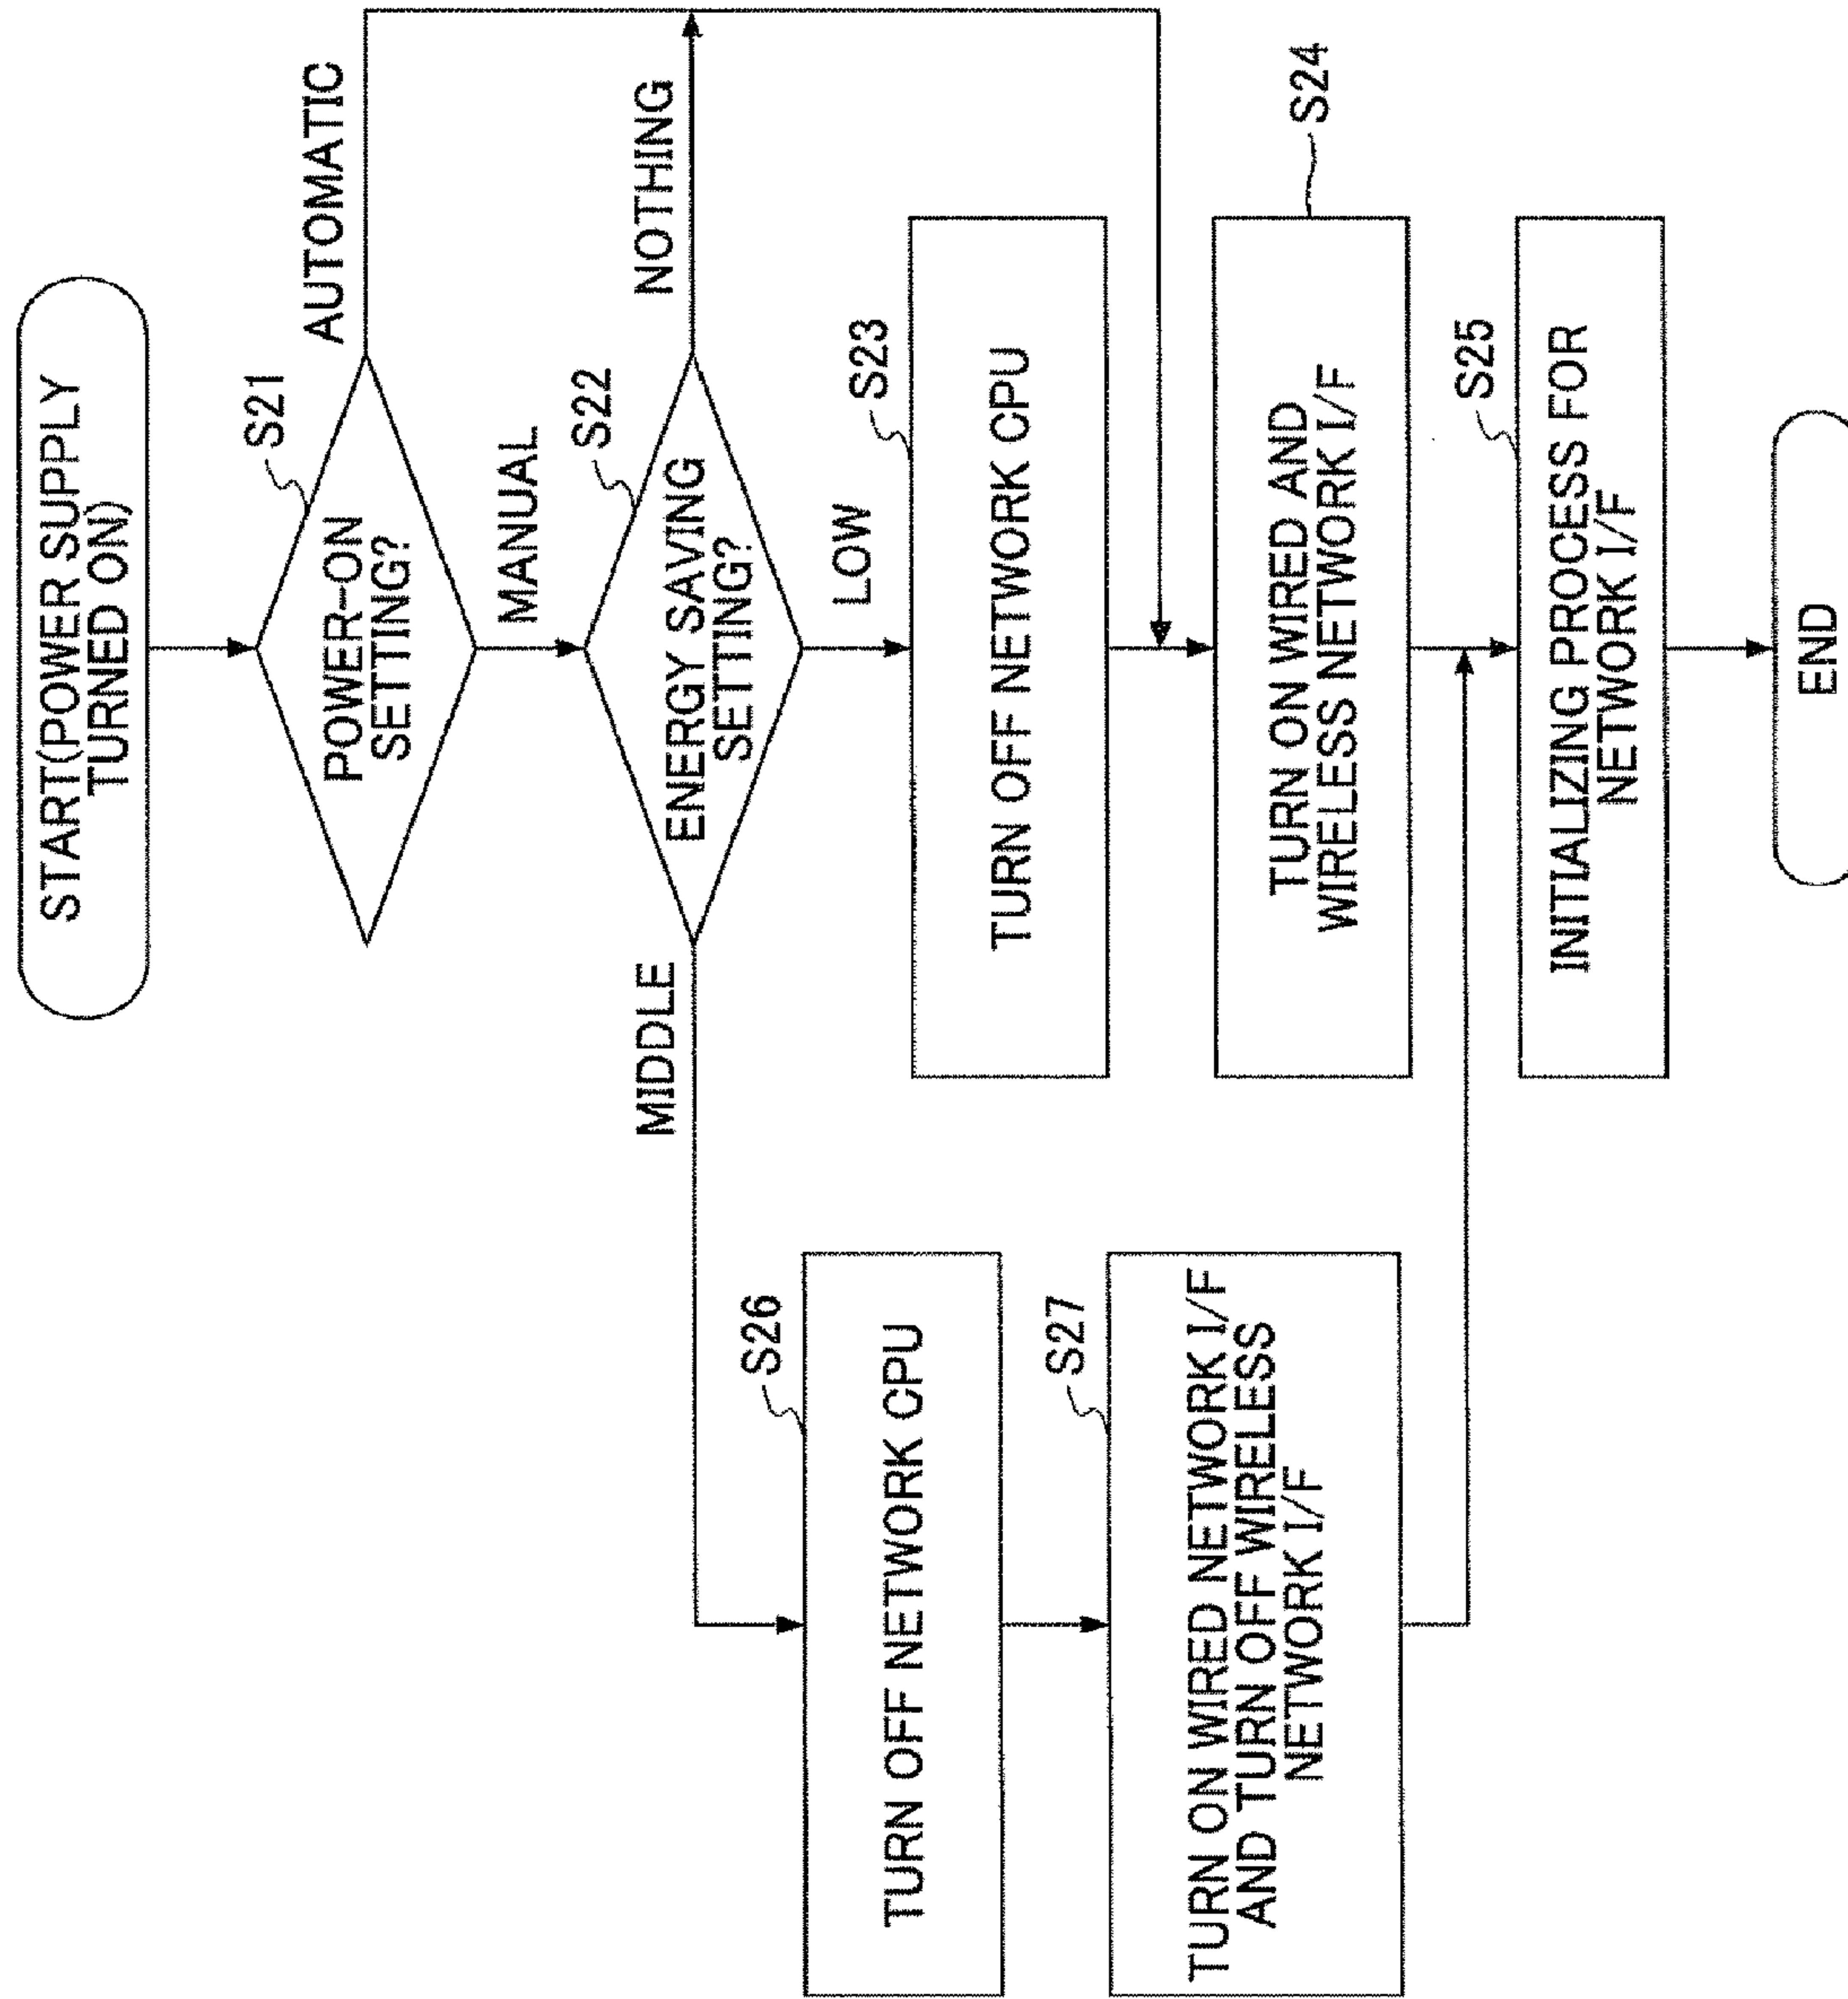 START(POWER SUPPLY
TURNED ON)
S21
POWER-ON
SETTING?
AUTOMATIC
MANUAL
S22
ENERGY SAVING
SETTING?
NOTHING
MIDDLE
LOW
S23
TURN OFF NETWORK CPU
S24
TURN ON WIRED AND
WIRELESS NETWORK I/F
S26
TURN OFF NETWORK CPU
S27
TURN ON WIRED NETWORK I/F
AND TURN OFF WIRELESS
NETWORK I/F
S25
INITIALIZING PROCESS FOR
NETWORK I/F
END